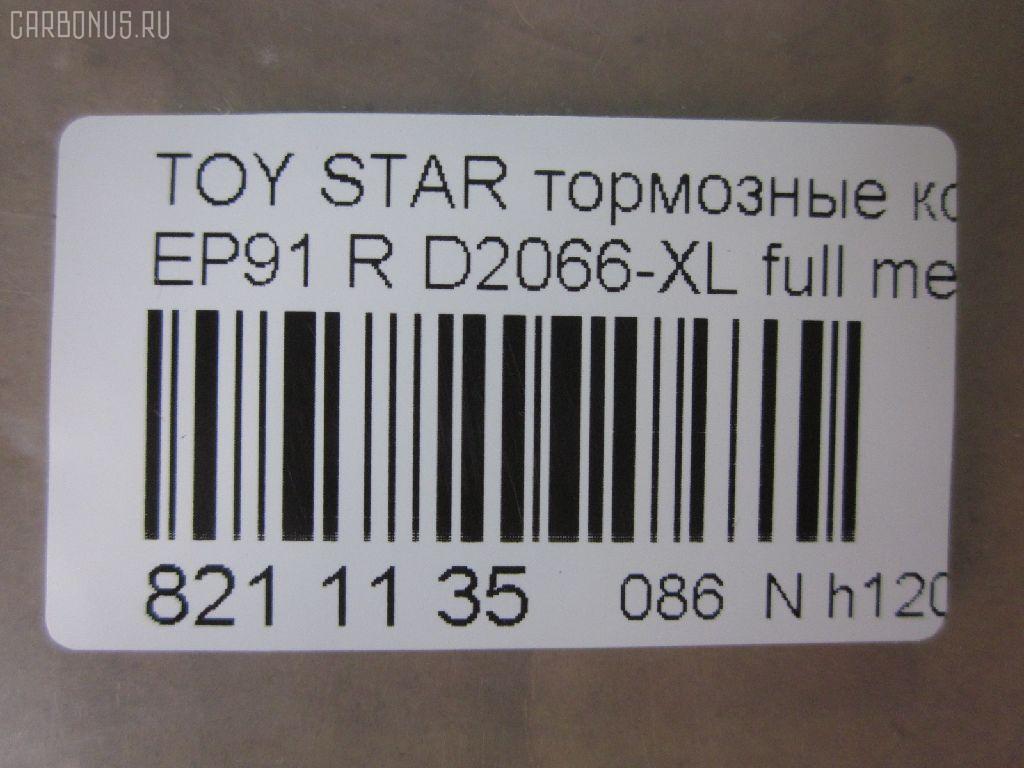 CARBONUS.RU
TOY STAR тормозные ко
EP91 R D2066-XL full me
821 11 35 086 N h120